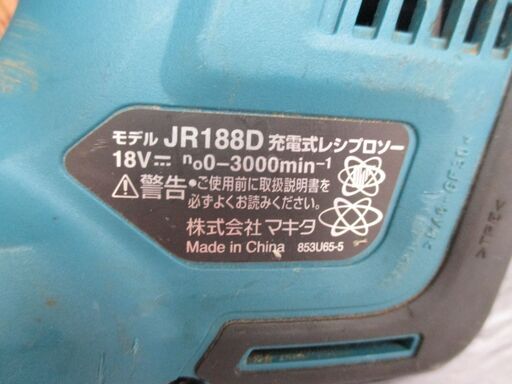 モデル JR188D 充電式レシプロソー
18V⎓ n₀0-3000min⁻¹
⚠警告 •ご使用前に取扱説明書を
必ずよくお読みください。
株式会社 マキタ
Made in China 853U65-5
>TPE<